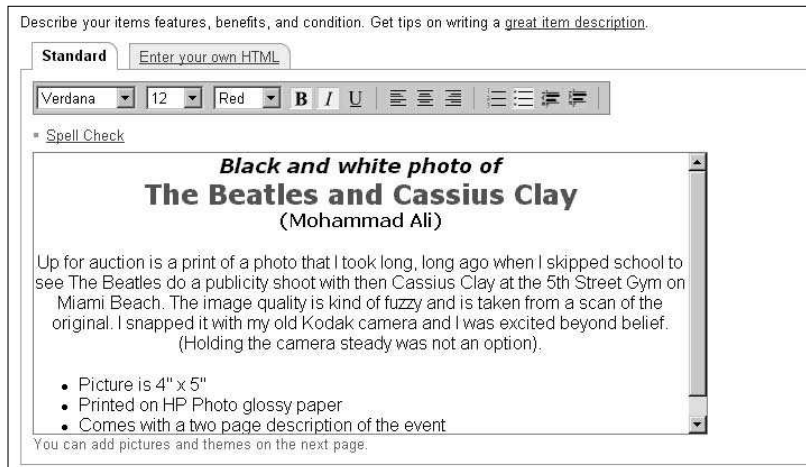 Describe your items features, benefits, and condition. Get tips on writing a great item description.
Standard
Enter your own HTML
Verdana 12 Red B I U
Spell Check
Black and white photo of
The Beatles and Cassius Clay
(Mohammad Ali)
Up for auction is a print of a photo that I took long, long ago when I skipped school to
see The Beatles do a publicity shoot with then Cassius Clay at the 5th Street Gym on
Miami Beach. The image quality is kind of fuzzy and is taken from a scan of the
original. I snapped it with my old Kodak camera and I was excited beyond belief.
(Holding the camera steady was not an option).
• Picture is 4" x 5"
• Printed on HP Photo glossy paper
• Comes with a two page description of the event
You can add pictures and themes on the next page.